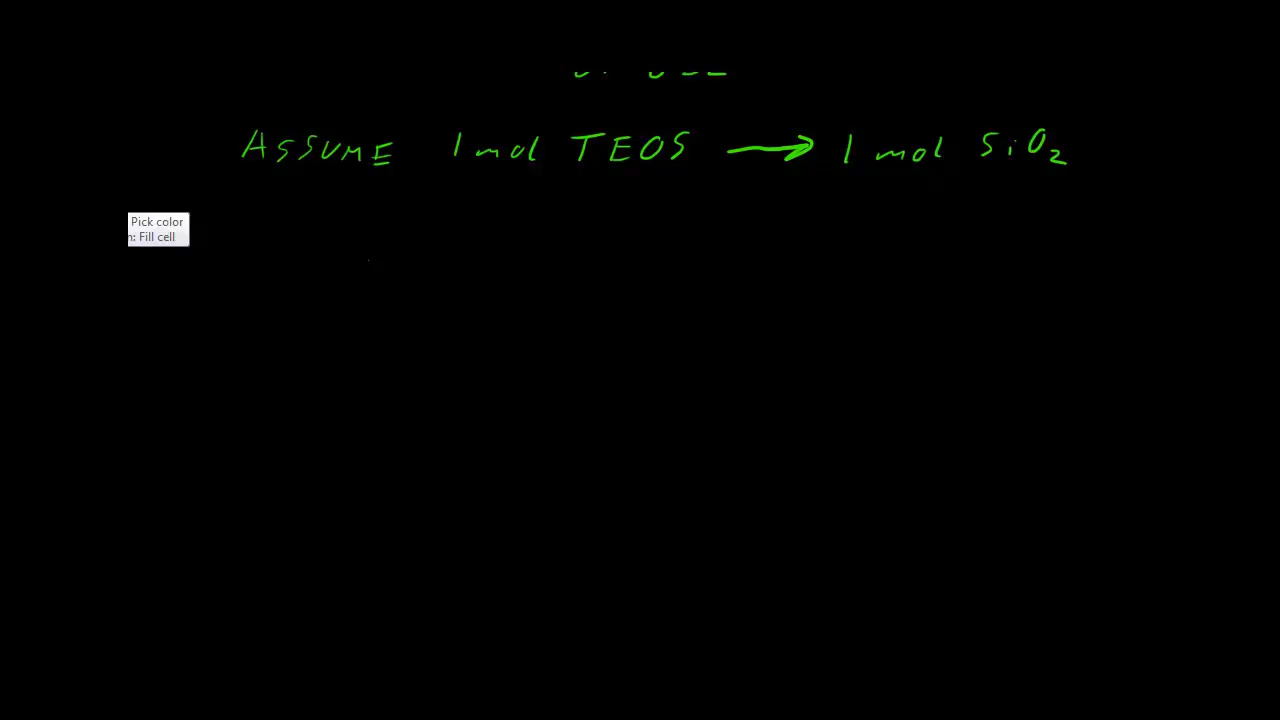 ASSUME 1 mol TEOS → 1 mol SiO₂
Pick color
n: Fill cell